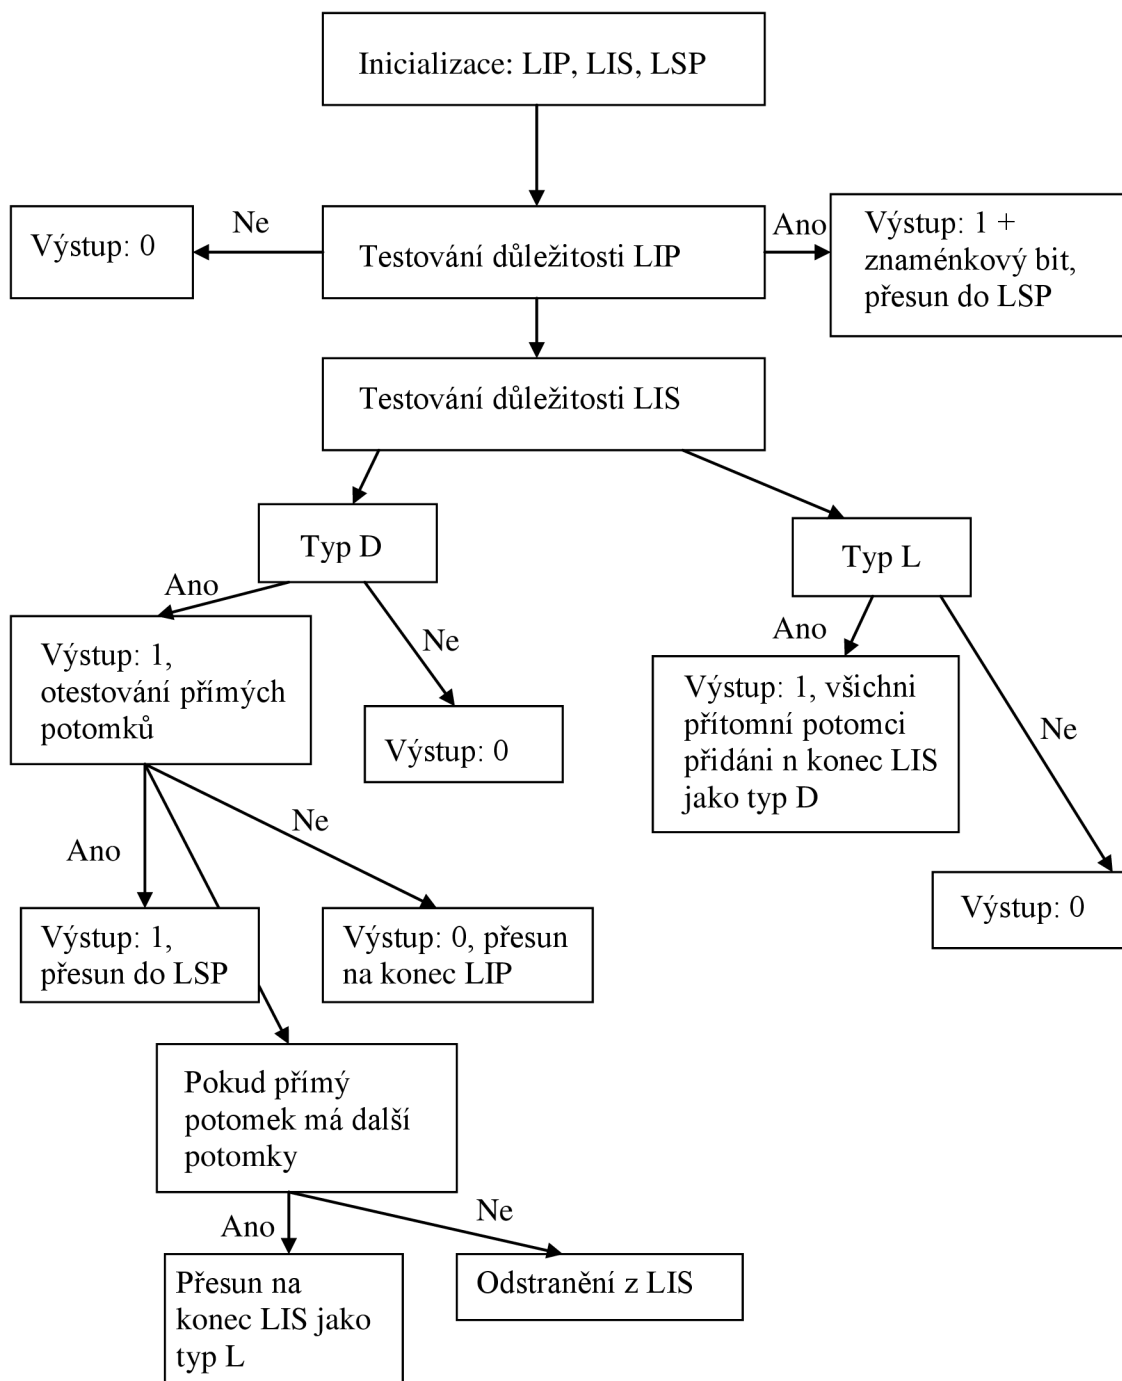 Inicializace: LIP, LIS, LSP
Ne
Ano
Výstup: 0
Testování důležitosti LIP
Výstup: 1 +
znaménkový bit,
přesun do LSP
Testování důležitosti LIS
Typ D
Typ L
Ano
Ne
Ano
Ne
Výstup: 1,
otestování přímých
potomků
Výstup: 0
Výstup: 1, všichni
přítomní potomci
přidáni n konec LIS
jako typ D
Ano
Ne
Výstup: 0
Výstup: 1,
přesun do LSP
Výstup: 0, přesun
na konec LIP
Pokud přímý
potomek má další
potomky
Ano
Ne
Přesun na
konec LIS jako
typ L
Odstranění z LIS